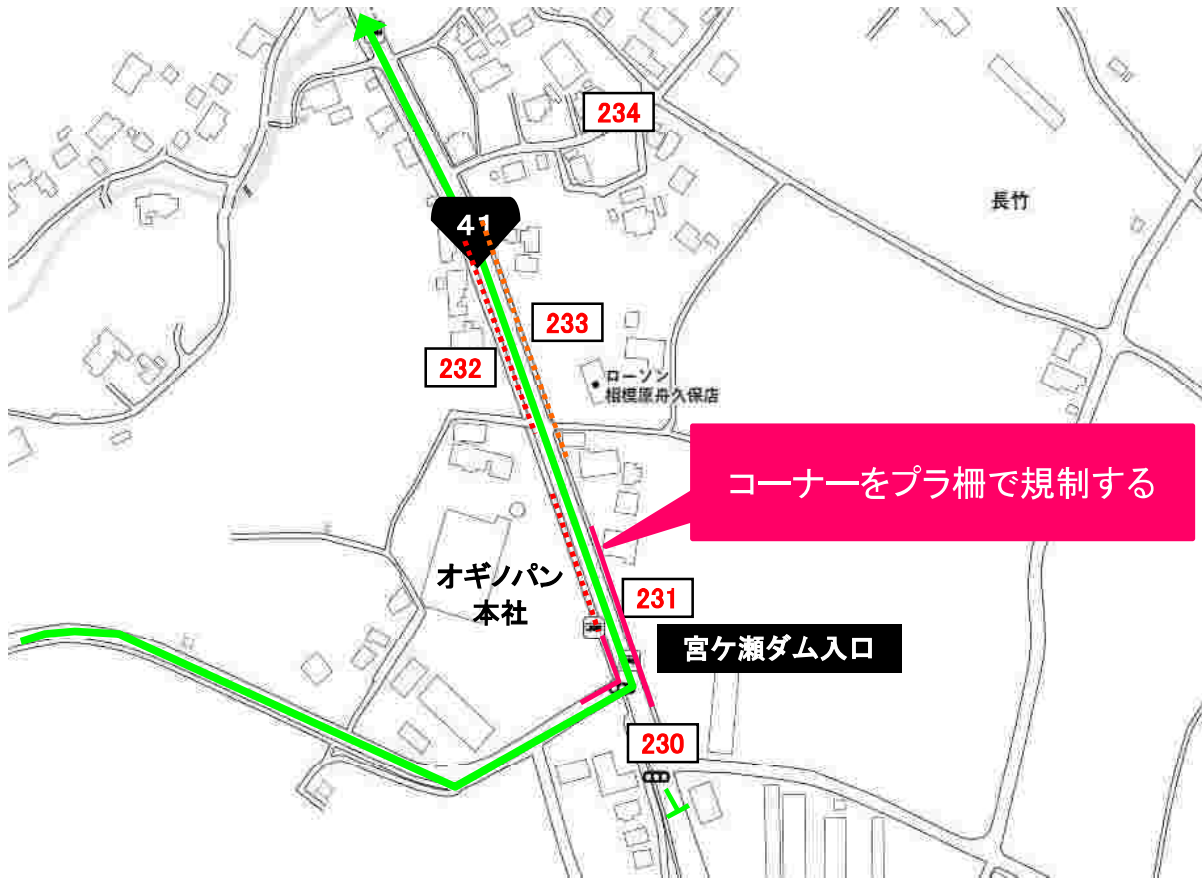 234
長竹
41
233
232
ローソン
相模原舟久保店
コーナーをプラ柵で規制する
オギノパン
本社
231
宮ケ瀬ダム入口
230